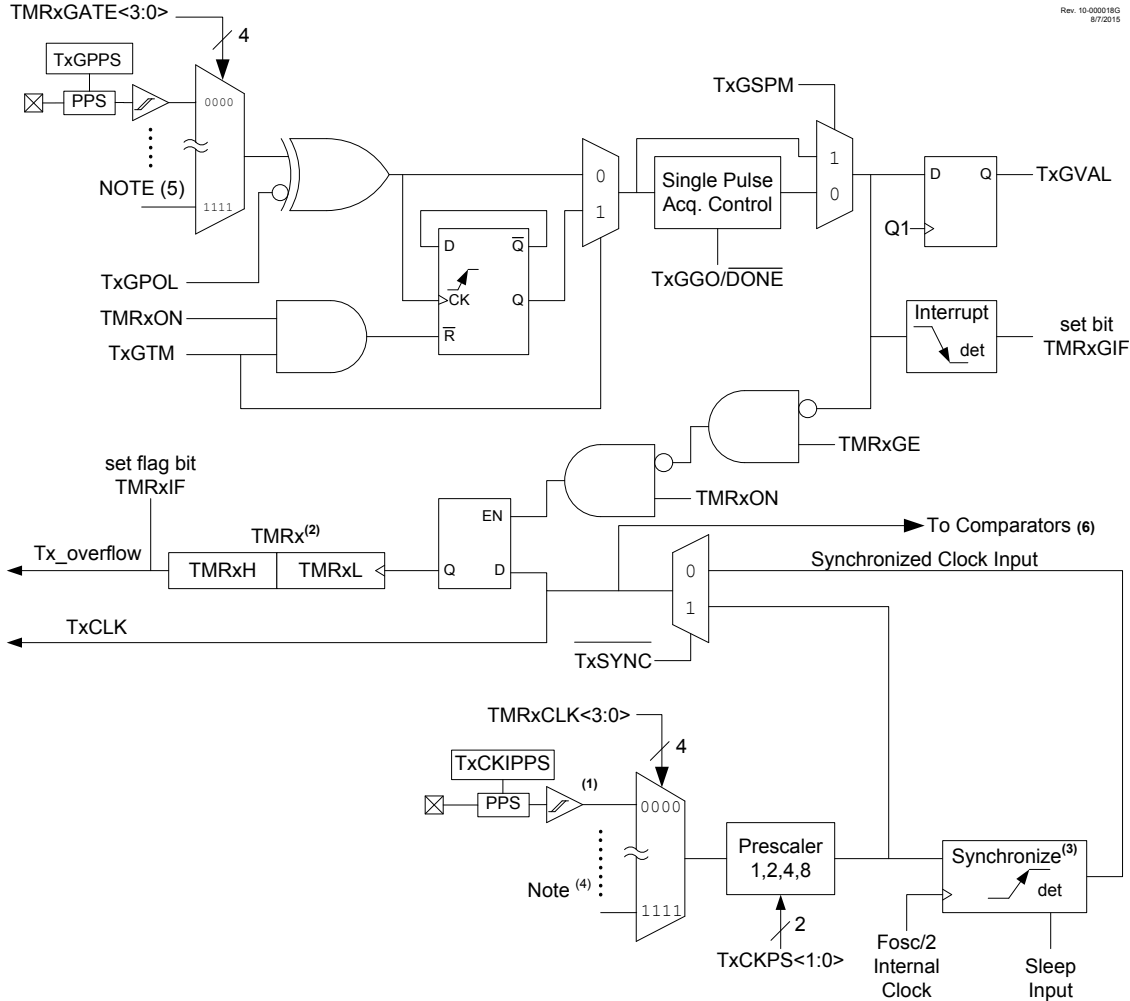 Rev. 10-000018G
8/7/2015
TMRxGATE<3:0>
4
TxGPPS
PPS
0000
NOTE (5)
1111
TxGPOL
TMRxON
TxGTM
D
Q
CK
Q
R
0
1
Single Pulse
Acq. Control
TxGGO/DONE
TxGSPM
1
0
D
Q
Q1
TxGVAL
Interrupt
det
set bit
TMRxGIF
TMRxGE
TMRxON
set flag bit
TMRxIF
Tx_overflow
TMRx(2)
TMRxH
TMRxL
EN
Q
D
TxCLK
To Comparators (6)
0
1
Synchronized Clock Input
TxSYNC
TMRxCLK<3:0>
4
TxCKIPPS
PPS
(1)
0000
Note (4)
1111
Prescaler
1,2,4,8
2
TxCKPS<1:0>
Synchronize(3)
det
Fosc/2
Internal
Clock
Sleep
Input